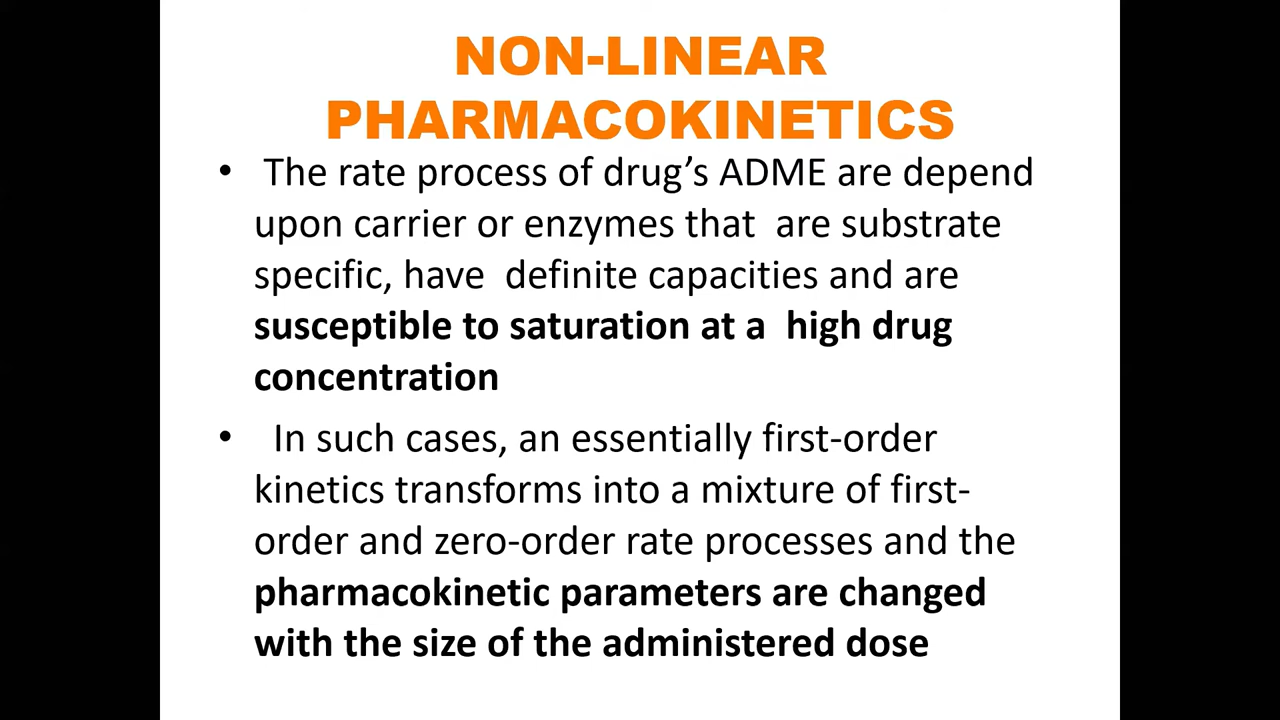 NON-LINEAR
PHARMACOKINETICS
• The rate process of drug’s ADME are depend
upon carrier or enzymes that are substrate
specific, have definite capacities and are
susceptible to saturation at a high drug
concentration
• In such cases, an essentially first-order
kinetics transforms into a mixture of first-
order and zero-order rate processes and the
pharmacokinetic parameters are changed
with the size of the administered dose